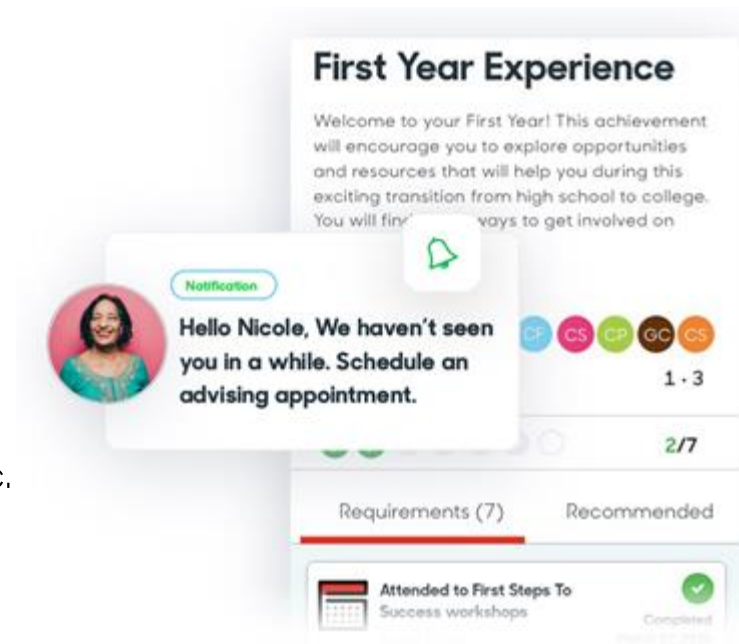 First Year Experience
Welcome to your First Year! This achievement
will encourage you to explore opportunities
and resources that will help you during this
exciting transition from high school to college.
You will ways to get involved on
Notification
Hello Nicole, We haven't seen
you in a while. Schedule an
advising appointment.
CF CS CP GC CS
1 - 3
2/7
c,
Requirements (7) Recommended
Attended to First Steps To
Success workshops
Completed